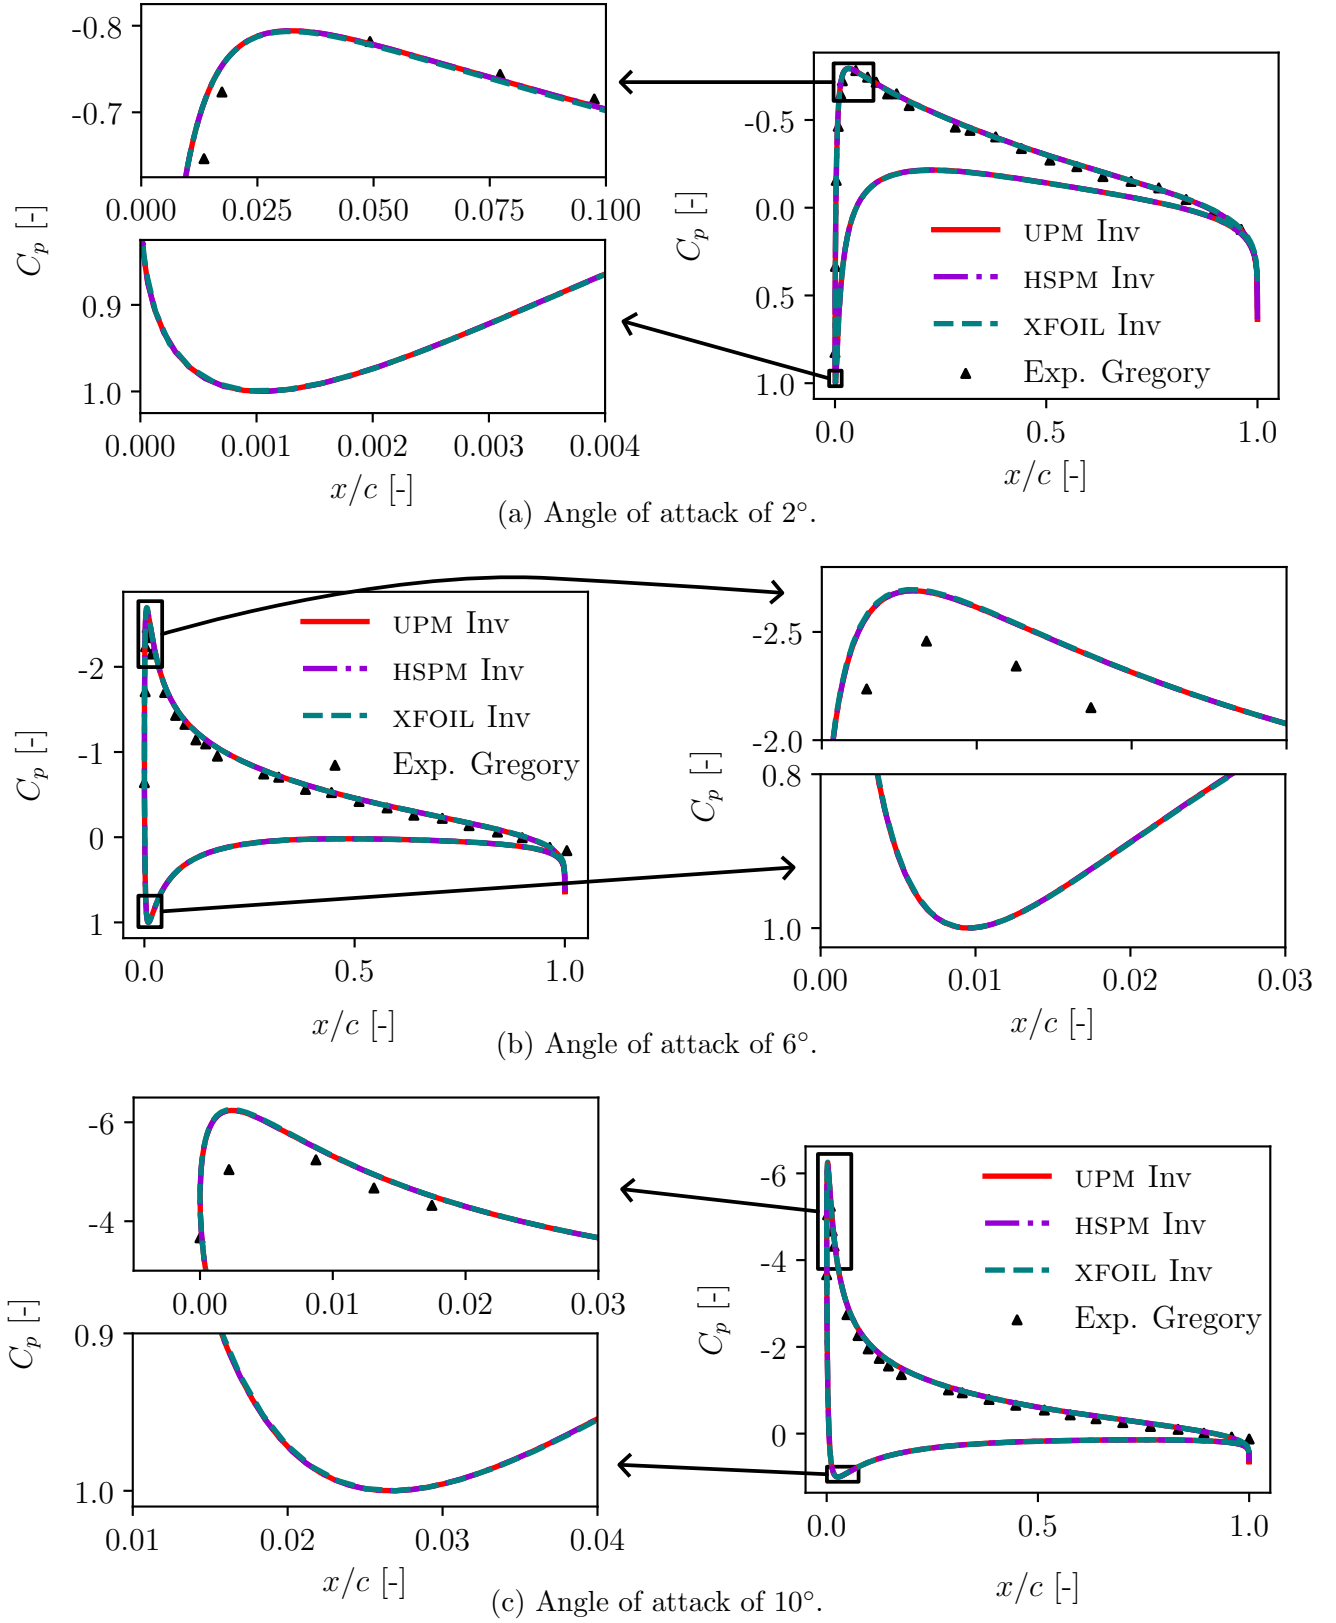 -0.8
-0.7
0.000 0.025 0.050 0.075 0.100
0.9
1.0
0.000 0.001 0.002 0.003 0.004
C_p [-]
x/c [-]
-0.5
0.0
0.5
1.0
C_p [-]
UPM Inv
HSPM Inv
XFOIL Inv
Exp. Gregory
0.0 0.5 1.0
x/c [-]
(a) Angle of attack of 2°.
-2
-1
0
1
C_p [-]
UPM Inv
HSPM Inv
XFOIL Inv
Exp. Gregory
0.0 0.5 1.0
x/c [-]
-2.5
-2.0
0.8
1.0
C_p [-]
0.00 0.01 0.02 0.03
x/c [-]
(b) Angle of attack of 6°.
-6
-4
0.00 0.01 0.02 0.03
0.9
1.0
C_p [-]
0.01 0.02 0.03 0.04
x/c [-]
-6
-4
-2
0
C_p [-]
UPM Inv
HSPM Inv
XFOIL Inv
Exp. Gregory
0.0 0.5 1.0
x/c [-]
(c) Angle of attack of 10°.